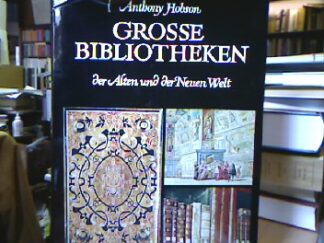 Anthony Hobson
GROSSE
BIBLIOTHEKEN
der Alten und der Neuen Welt